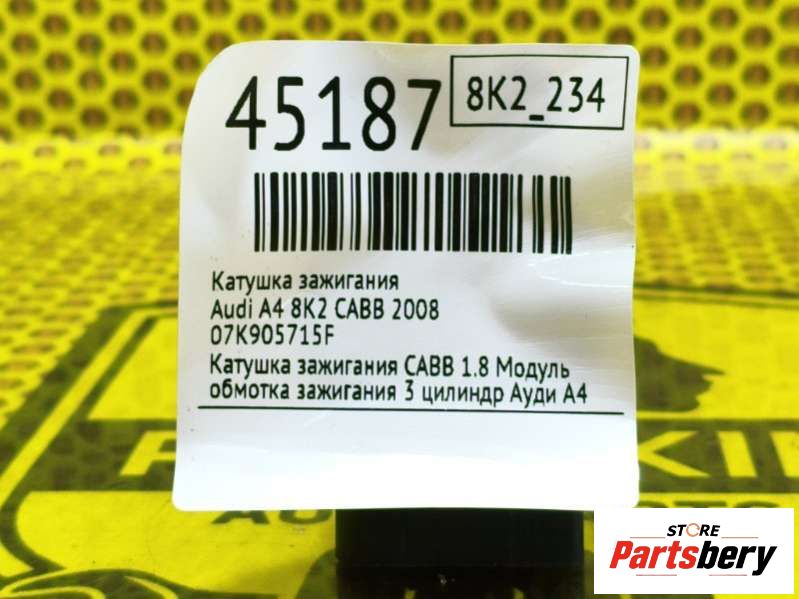 45187
8K2_234
Катушка зажигания
Audi A4 8K2 CABB 2008
07K905715F
Катушка зажигания CABB 1.8 Модуль
обмотка зажигания 3 цилиндр Ауди А4
STORE
Partsbery